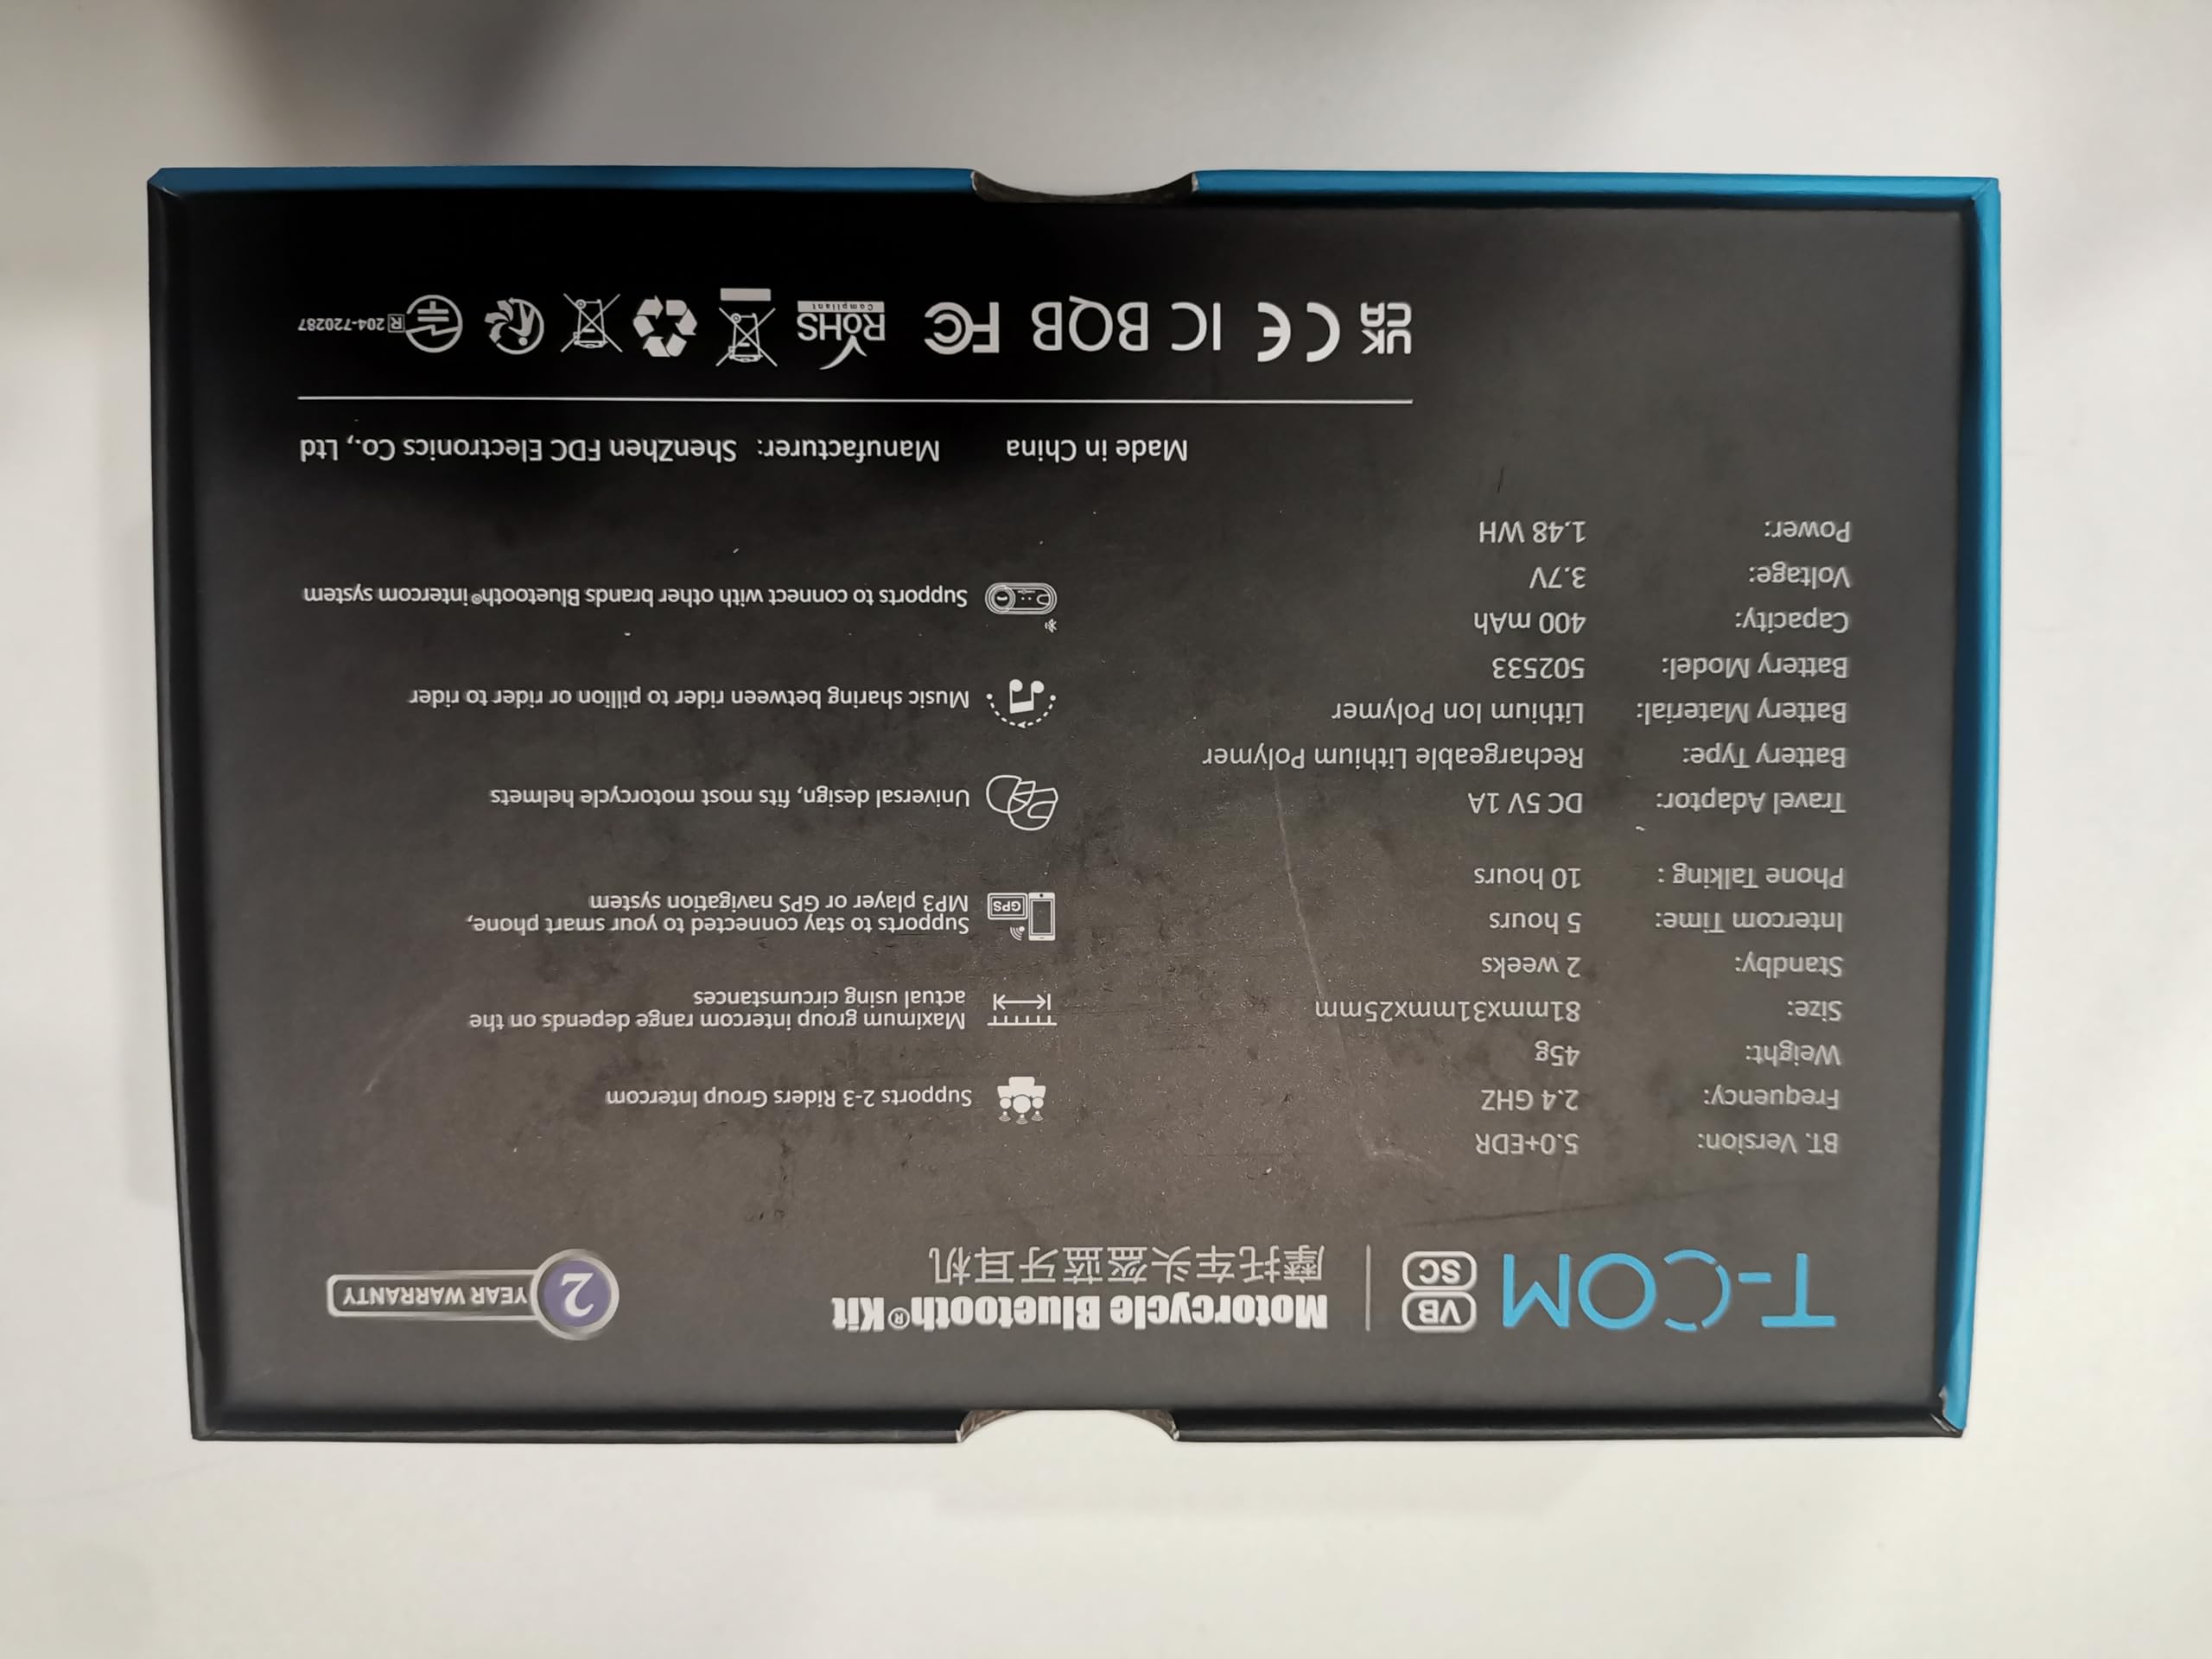 T-COM VB SC
Motorcycle Bluetooth® Kit
摩托车头盔蓝牙耳机
2 YEAR WARRANTY
BT. Version: 5.0+EDR
Frequency: 2.4 GHZ
Weight: 45g
Size: 81mmx31mmx25mm
Standby: 2 weeks
Intercom Time: 5 hours
Phone Talking : 10 hours
Travel Adaptor: DC 5V 1A
Battery Type: Rechargeable Lithium Polymer
Battery Material: Lithium Ion Polymer
Battery Model: 502533
Capacity: 400 mAh
Voltage: 3.7V
Power: 1.48 WH
Supports 2-3 Riders Group Intercom
Maximum group intercom range depends on the
actual using circumstances
GPS
Supports to stay connected to your smart phone,
MP3 player or GPS navigation system
Universal design, fits most motorcycle helmets
Music sharing between rider to pillion or rider to rider
Supports to connect with other brands Bluetooth® intercom system
Made in China Manufacturer: ShenZhen FDC Electronics Co., Ltd
UK CA CE IC BQB FC RoHS Compliant R 204-720287